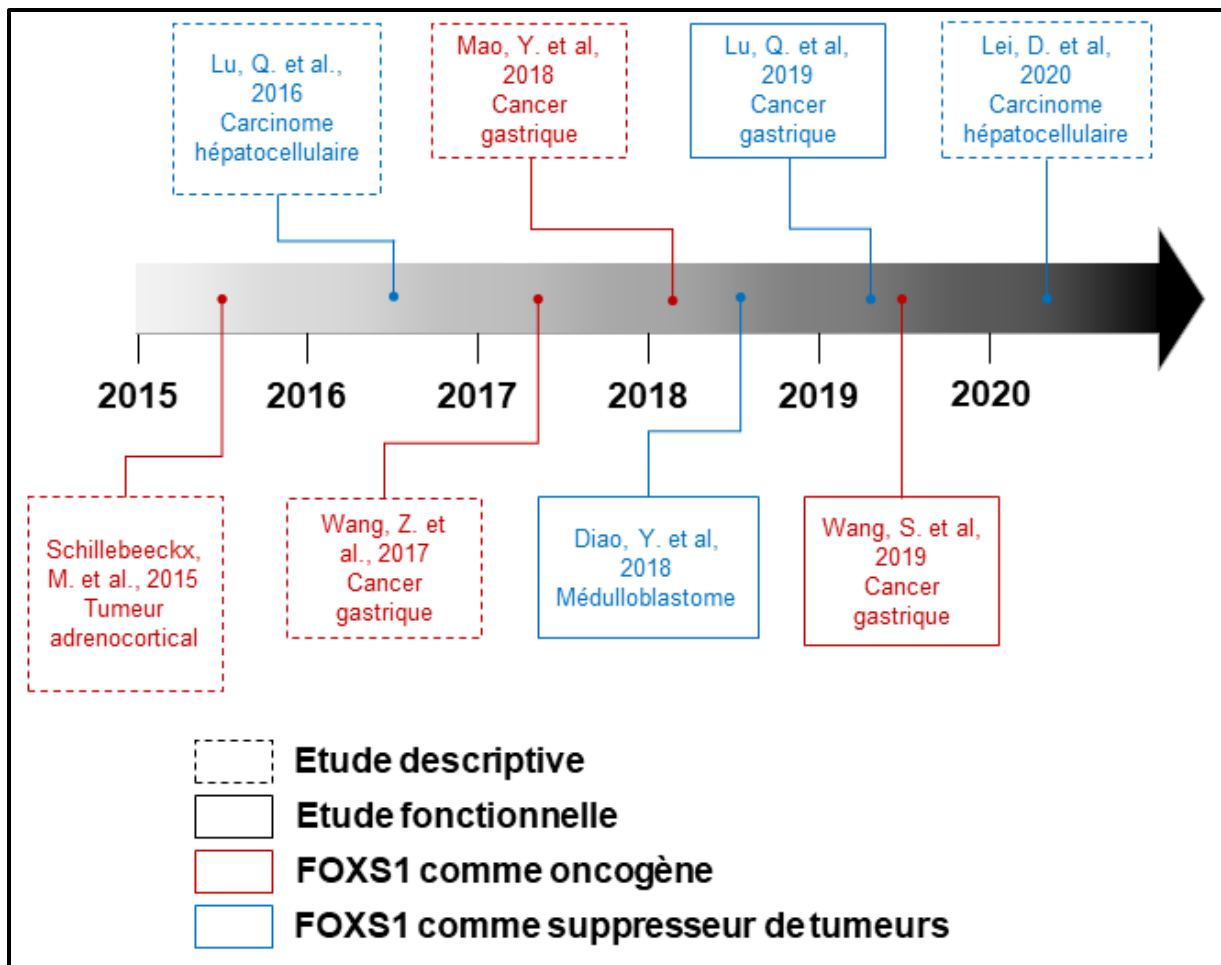 Lu, Q. et al.,
2016
Carcinome
hépatocellulaire
Mao, Y. et al,
2018
Cancer
gastrique
Lu, Q. et al,
2019
Cancer
gastrique
Lei, D. et al,
2020
Carcinome
hépatocellulaire
2015
2016
2017
2018
2019
2020
Schillebeeckx,
M. et al., 2015
Tumeur
adrenocortical
Wang, Z. et
al., 2017
Cancer
gastrique
Diao, Y. et al,
2018
Médulloblastome
Wang, S. et al,
2019
Cancer
gastrique
Etude descriptive
Etude fonctionnelle
FOXS1 comme oncogène
FOXS1 comme suppresseur de tumeurs